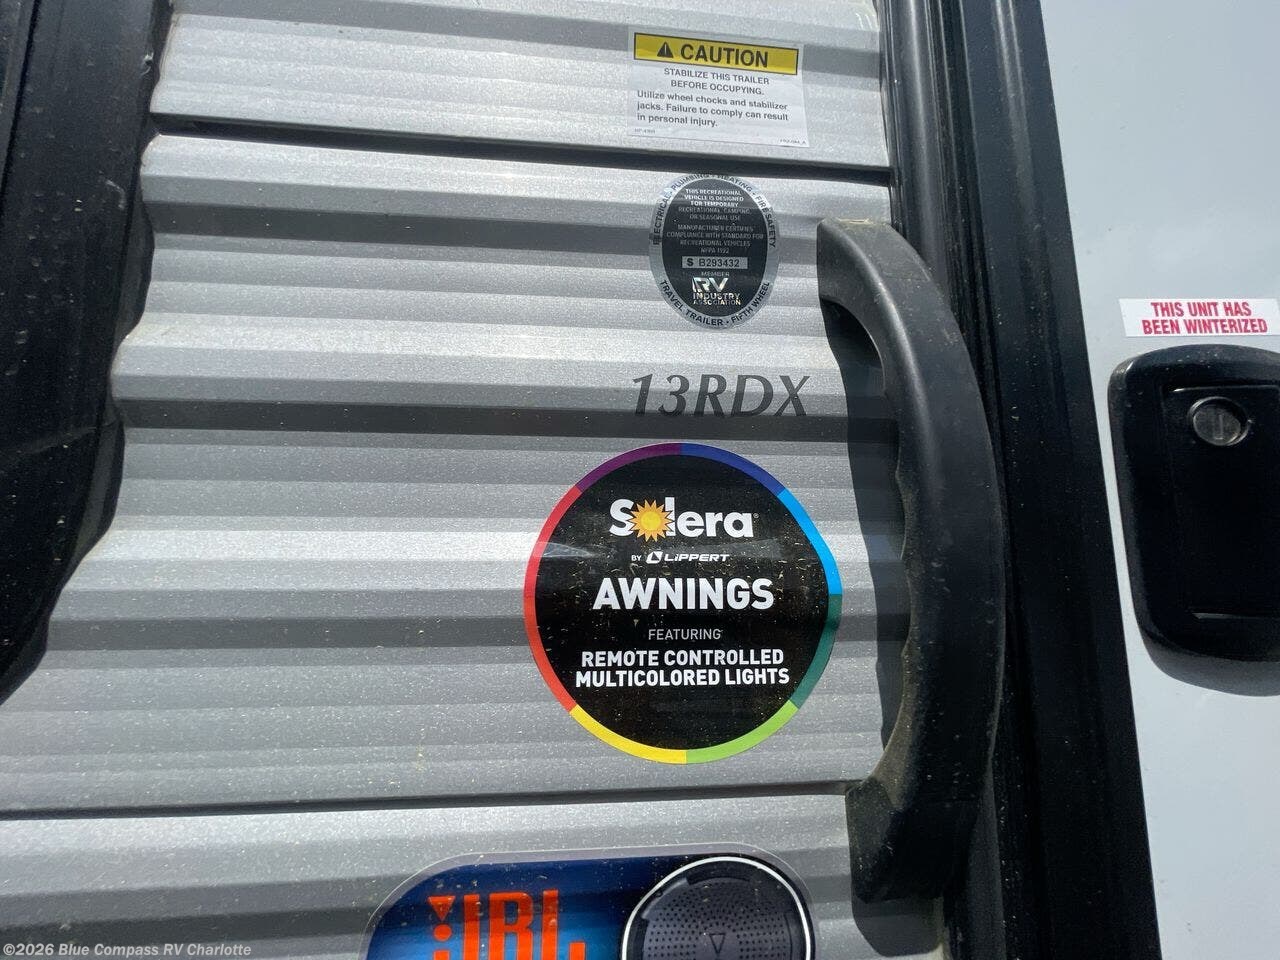 CAUTION
STABILIZE THIS TRAILER
BEFORE OCCUPYING.
Utilize wheel chocks and stabilizer
jacks. Failure to comply can result
in personal injury.
ELECTRICAL • PLUMBING • HEATING • FIRE SAFETY
THIS RECREATIONAL
VEHICLE IS DESIGNED
FOR TEMPORARY
RECREATIONAL, CAMPING,
OR SEASONAL USE
MANUFACTURER CERTIFIES
COMPLIANCE WITH STANDARD FOR
RECREATIONAL VEHICLES
NFPA 1192
S B293432
MEMBER
RV
INDUSTRY
ASSOCIATION
TRAVEL TRAILER • FIFTH WHEEL
THIS UNIT HAS
BEEN WINTERIZED
13RDX
Solera®
BY LIPPERT
AWNINGS
FEATURING
REMOTE CONTROLLED
MULTICOLORED LIGHTS
JBL
©2026 Blue Compass RV Charlotte